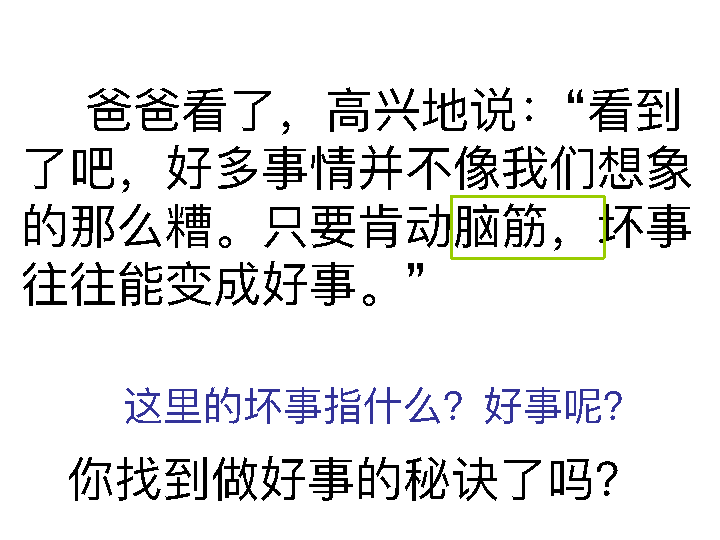 爸爸看了，高兴地说：“看到
了吧，好多事情并不像我们想象
的那么糟。只要肯动脑筋，坏事
往往能变成好事。”
这里的坏事指什么？好事呢？
你找到做好事的秘诀了吗？